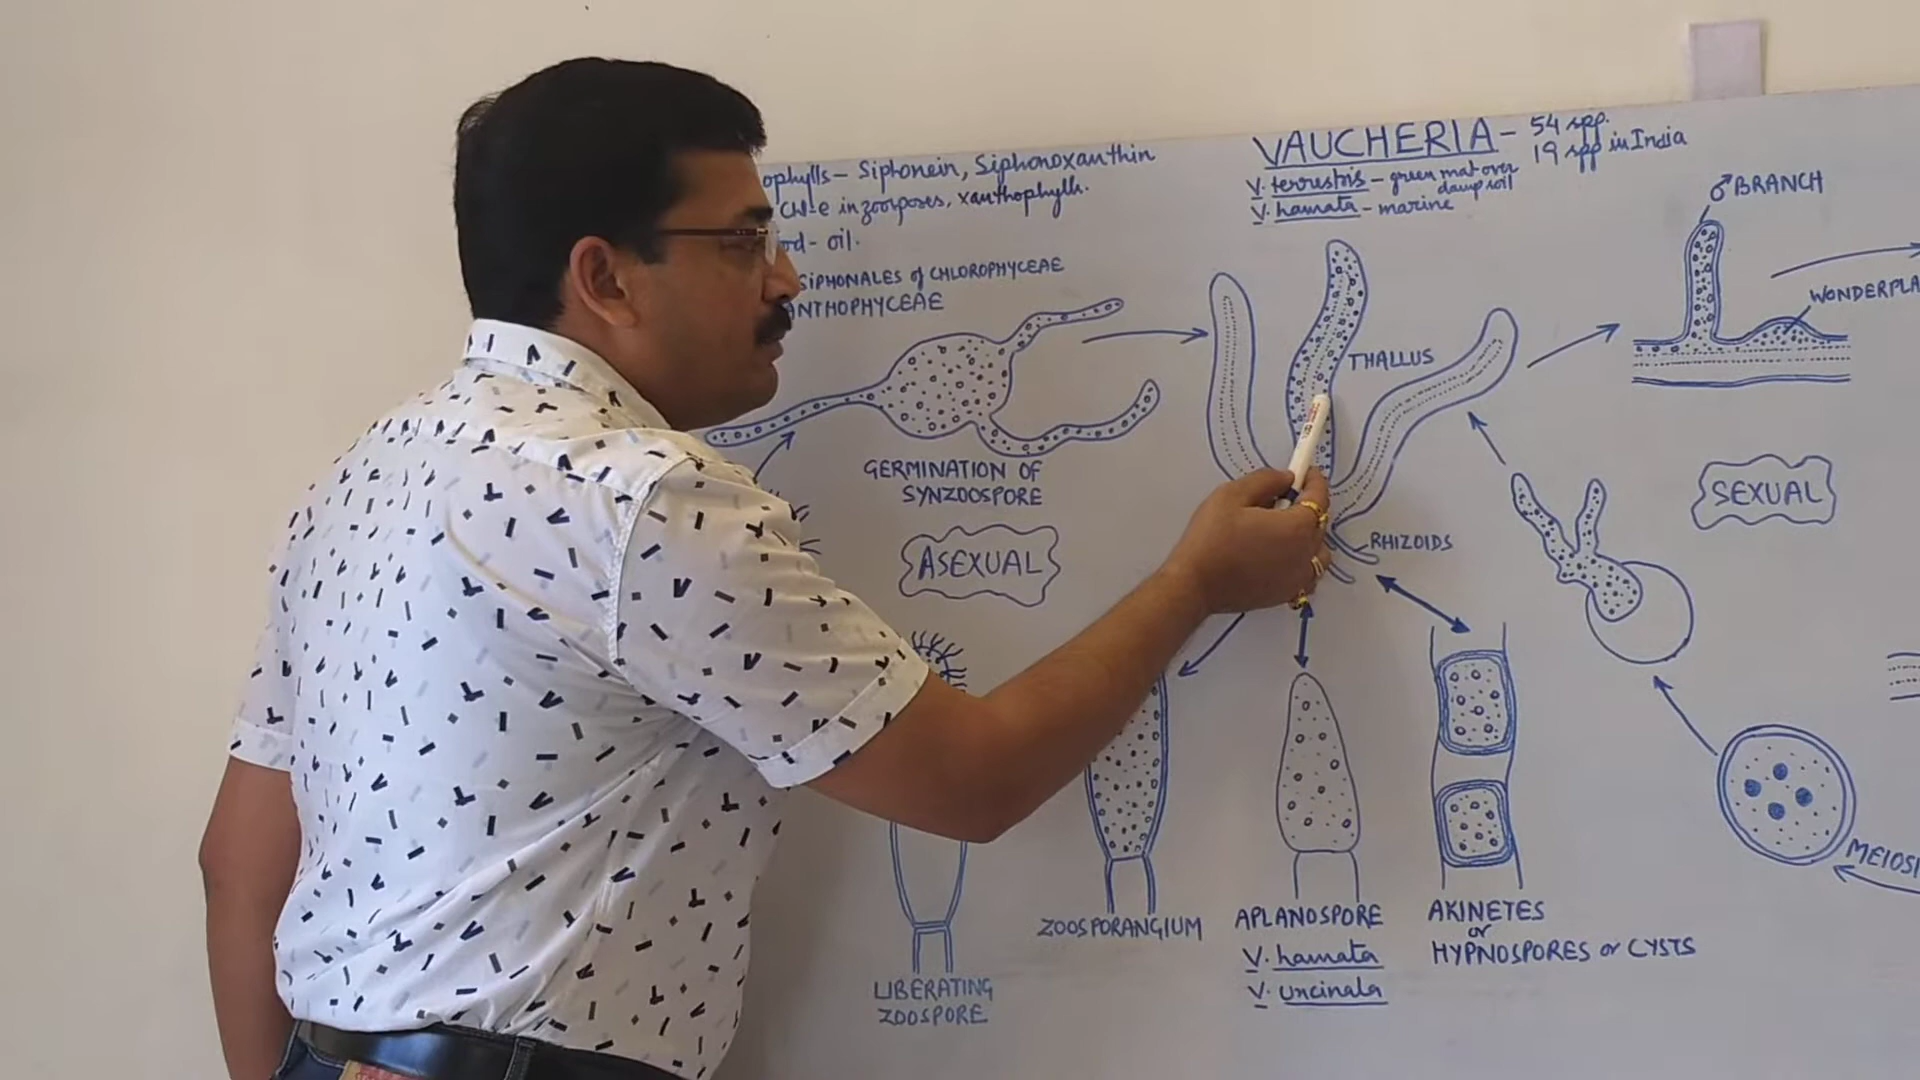 ophylls- Siphonein, Siphonoxanthin
Chl-e in zoospores, xanthophylls.
od- oil.
SIPHONALES of CHLOROPHYCEAE
ANTHOPHYCEAE
VAUCHERIA- 54 spp.
19 spp in India
V. terrestris - green mat over
damp soil
V. hamata - marine
♂ BRANCH
WONDERPLA
THALLUS
GERMINATION OF
SYNZOOSPORE
SEXUAL
ASEXUAL
RHIZOIDS
MEIOSI
ZOOSPORANGIUM
APLANOSPORE
V. hamata
V. uncinata
AKINETES
or
HYPNOSPORES or CYSTS
LIBERATING
ZOOSPORE